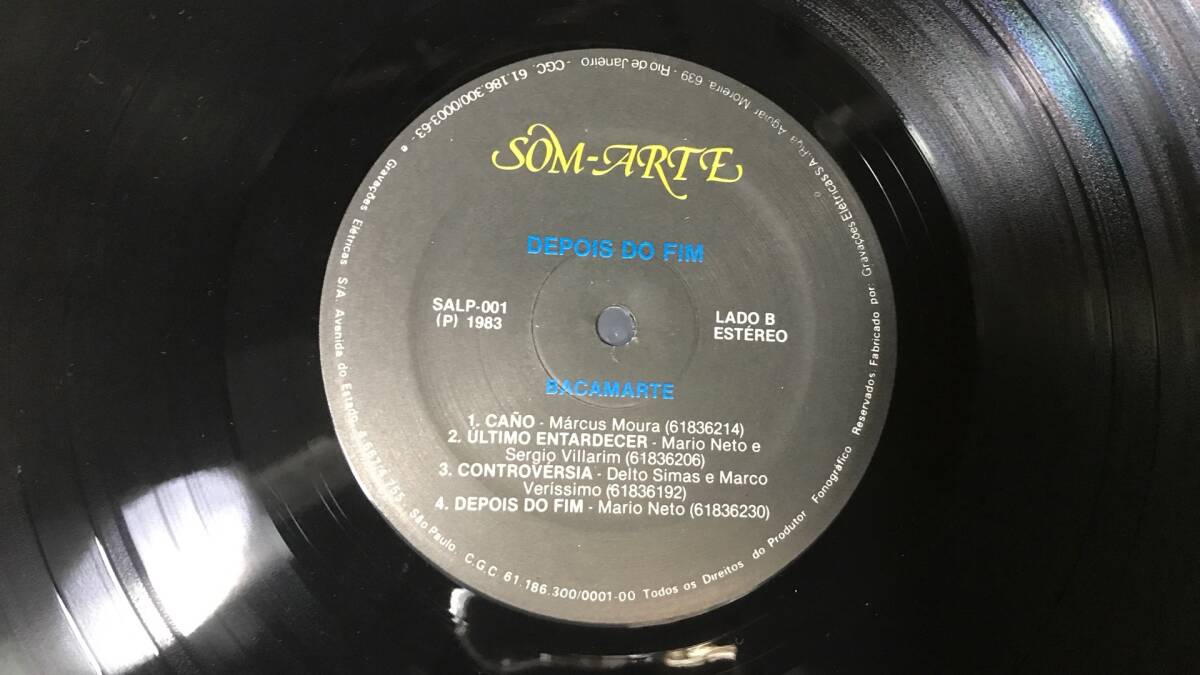 SOM-ARTE
DEPOIS DO FIM
SALP-001
(P) 1983
LADO B
ESTÉREO
BACAMARTE
1. CAÑO - Márcus Moura (61836214)
2. ÚLTIMO ENTARDECER - Mario Neto e
Sergio Villarim (61836206)
3. CONTROVÉRSIA - Delto Simas e Marco
Veríssimo (61836192)
4. DEPOIS DO FIM - Mario Neto (61836230)
e Gravações Elétricas S/A. Avenida do Estado, São Paulo. C.G.C 61.186.300/0001-00 Todos os Direitos do Produtor Fonográfico Reservados. Fabricado por: Gravações Elétricas S.A. Rua Aguiar Moreira, 639 - Rio de Janeiro - CGC. 61.186.300/0003-63 -